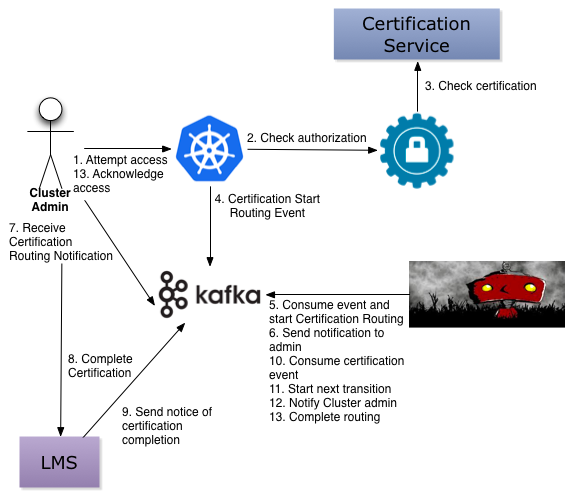 Certification
Service
3. Check certification
2. Check authorization
1. Attempt access
13. Acknowledge
access
Cluster
Admin
4. Certification Start
Routing Event
7. Receive
Certification
Routing Notification
kafka
5. Consume event and
start Certification Routing
6. Send notification to
admin
10. Consume certification
event
11. Start next transition
12. Notify Cluster admin
13. Complete routing
8. Complete
Certification
9. Send notice of
certification
completion
LMS